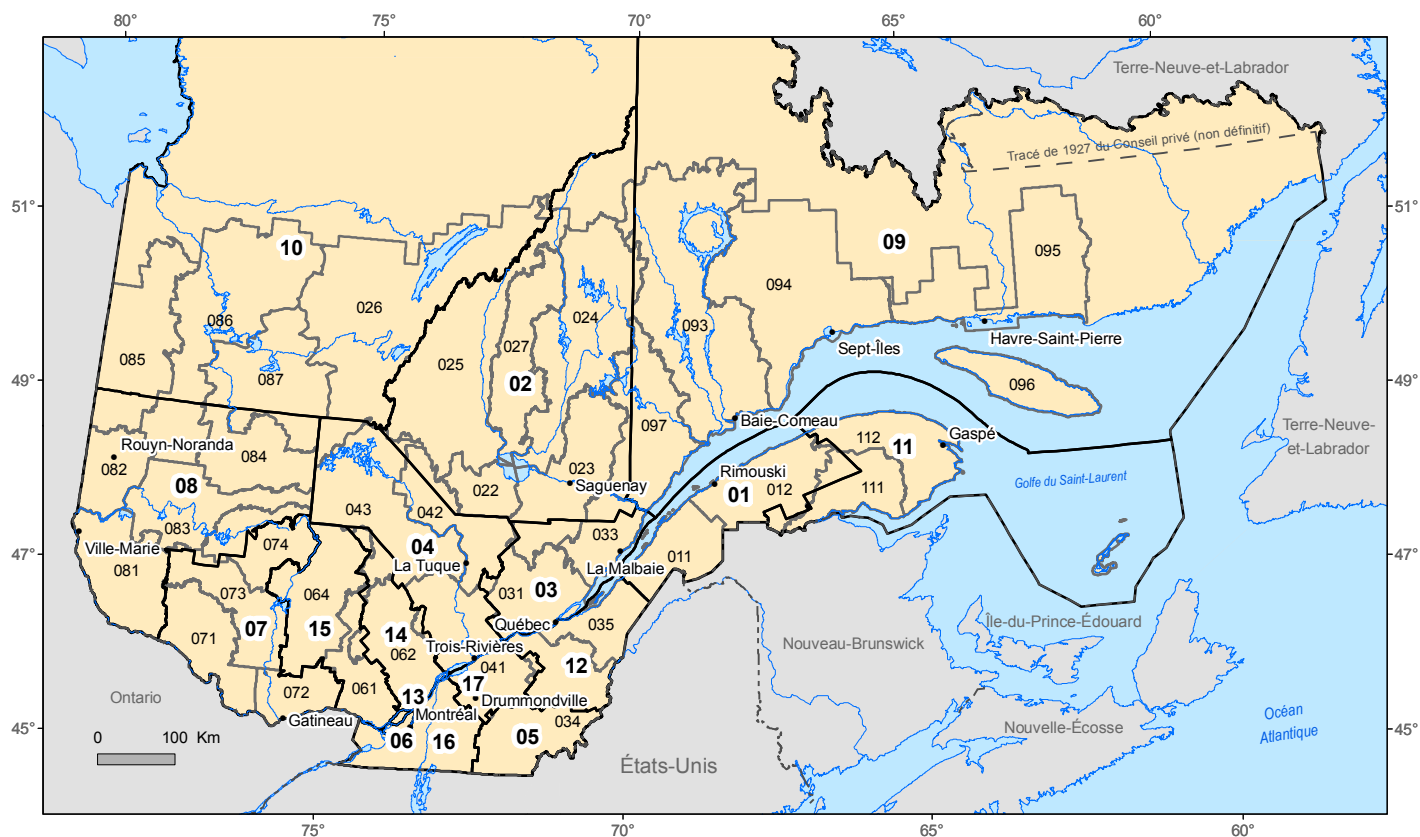 80° 75° 70° 65° 60°
Terre-Neuve-et-Labrador
Tracé de 1927 du Conseil privé (non définitif)
51° 51°
10 09 095
026 094
086 024
085 025 027 093 Sept-Îles Havre-Saint-Pierre
49° 087 02 096 49°
097 Baie-Comeau
Terre-Neuve-
et-Labrador
Rouyn-Noranda 084 112 11 Gaspé
082 023 Rimouski
08 022 Saguenay 01 012 111 Golfe du Saint-Laurent
043 042
083 033
47° Ville-Marie 074 04 011 47°
081 La Tuque La Malbaie
073 064 031 03
071 07 15 14 Québec 035 Île-du-Prince-Édouard
062 Trois-Rivières 12 Nouveau-Brunswick
072 061 041
Ontario 13 17 Drummondville
Gatineau Montréal 034 Nouvelle-Écosse Océan
Atlantique
45° 06 16 05 45°
0 100 Km
États-Unis
75° 70° 65° 60°